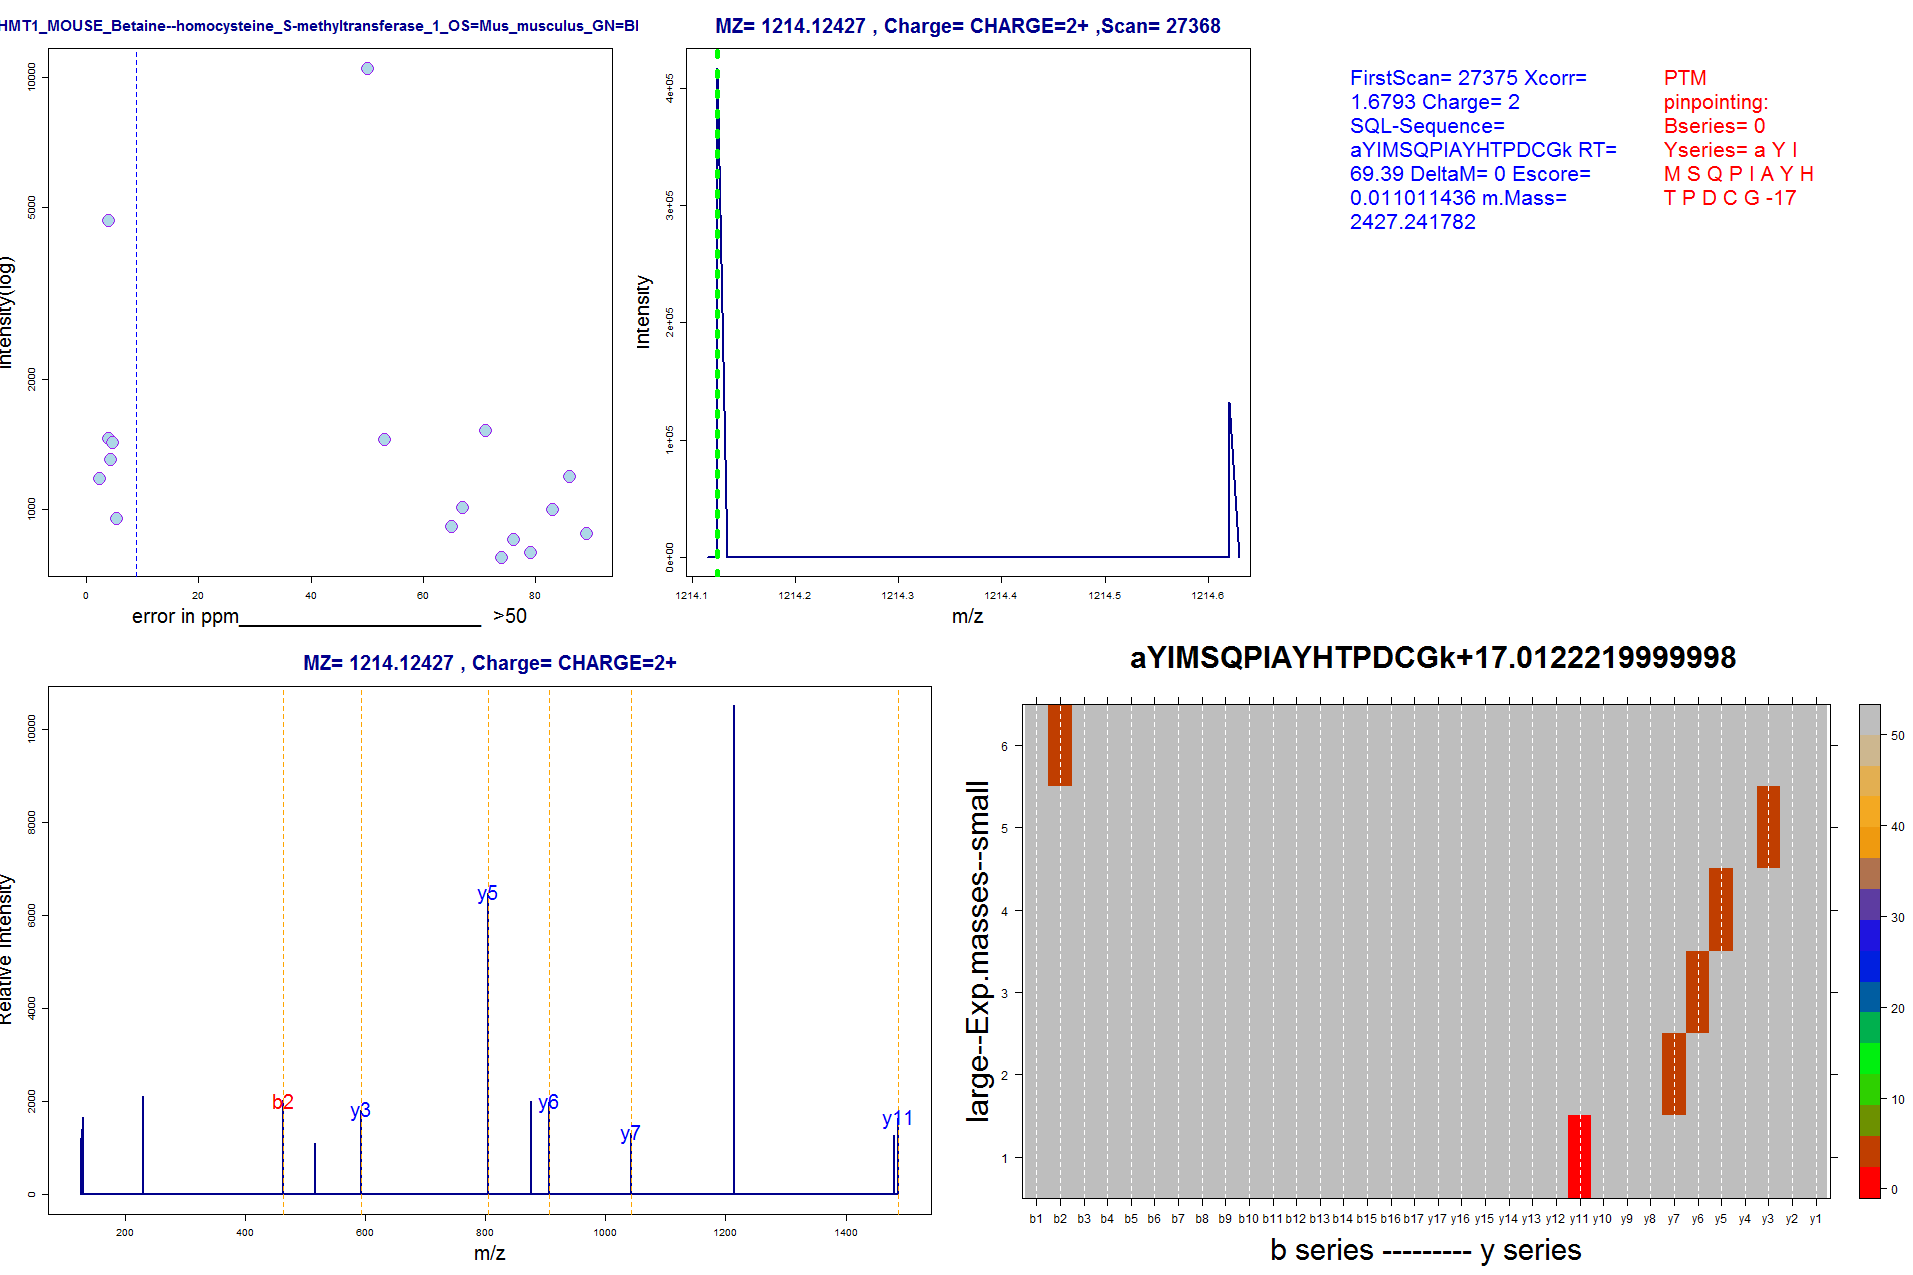 HMT1_MOUSE_Betaine--homocysteine_S-methyltransferase_1_OS=Mus_musculus_GN=BI
Intensity(log)
10000
5000
2000
1000
0 20 40 60 80
error in ppm______________________ >50
MZ= 1214.12427 , Charge= CHARGE=2+ ,Scan= 27368
Intensity
4e+05
3e+05
2e+05
1e+05
0e+00
1214.1 1214.2 1214.3 1214.4 1214.5 1214.6
m/z
FirstScan= 27375 Xcorr=
1.6793 Charge= 2
SQL-Sequence=
aYIMSQPIAYHTPDCGk RT=
69.39 DeltaM= 0 Escore=
0.011011436 m.Mass=
2427.241782
PTM
pinpointing:
Bseries= 0
Yseries= a Y I
M S Q P I A Y H
T P D C G -17
MZ= 1214.12427 , Charge= CHARGE=2+
Relative Intensity
10000
8000
6000
4000
2000
0
y5
b2
y3
y6
y7
y11
200 400 600 800 1000 1200 1400
m/z
aYIMSQPIAYHTPDCGk+17.0122219999998
large--Exp.masses--small
6
5
4
3
2
1
b1 b2 b3 b4 b5 b6 b7 b8 b9 b10 b11 b12 b13 b14 b15 b16 b17 y17 y16 y15 y14 y13 y12 y11 y10 y9 y8 y7 y6 y5 y4 y3 y2 y1
b series --------- y series
50
40
30
20
10
0